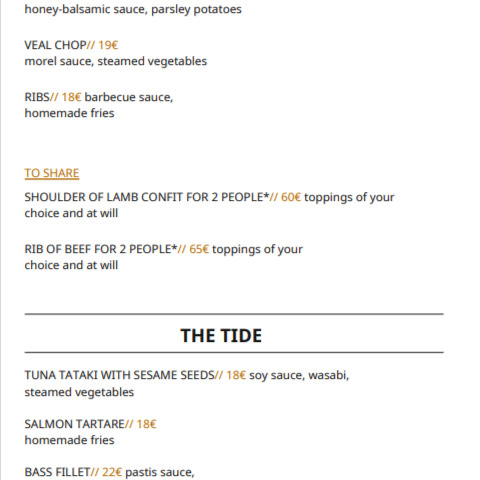 honey-balsamic sauce, parsley potatoes
VEAL CHOP// 19€
morel sauce, steamed vegetables
RIBS// 18€ barbecue sauce,
homemade fries
TO SHARE
SHOULDER OF LAMB CONFIT FOR 2 PEOPLE*// 60€ toppings of your
choice and at will
RIB OF BEEF FOR 2 PEOPLE*// 65€ toppings of your
choice and at will
THE TIDE
TUNA TATAKI WITH SESAME SEEDS// 18€ soy sauce, wasabi,
steamed vegetables
SALMON TARTARE// 18€
homemade fries
BASS FILLET// 22€ pastis sauce,